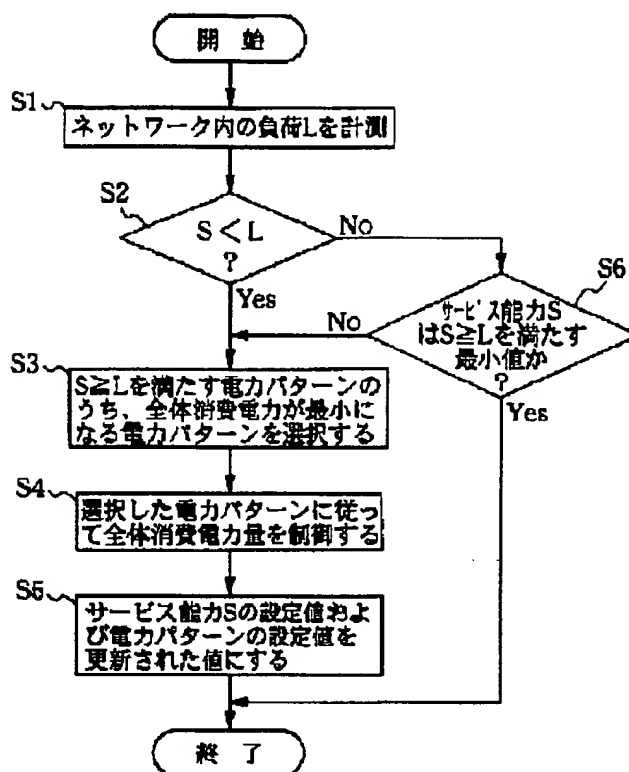 開 始
S1
ネットワーク内の負荷Lを計測
S2
S<L
?
No
Yes
S6
サービス能力S
はS≧Lを満たす
最小値か
?
No
Yes
S3
S≧Lを満たす電力パターンの
うち、全体消費電力が最小に
なる電力パターンを選択する
S4
選択した電力パターンに従っ
て全体消費電力量を制御する
S5
サービス能力Sの設定値およ
び電力パターンの設定値を
更新された値にする
終 了